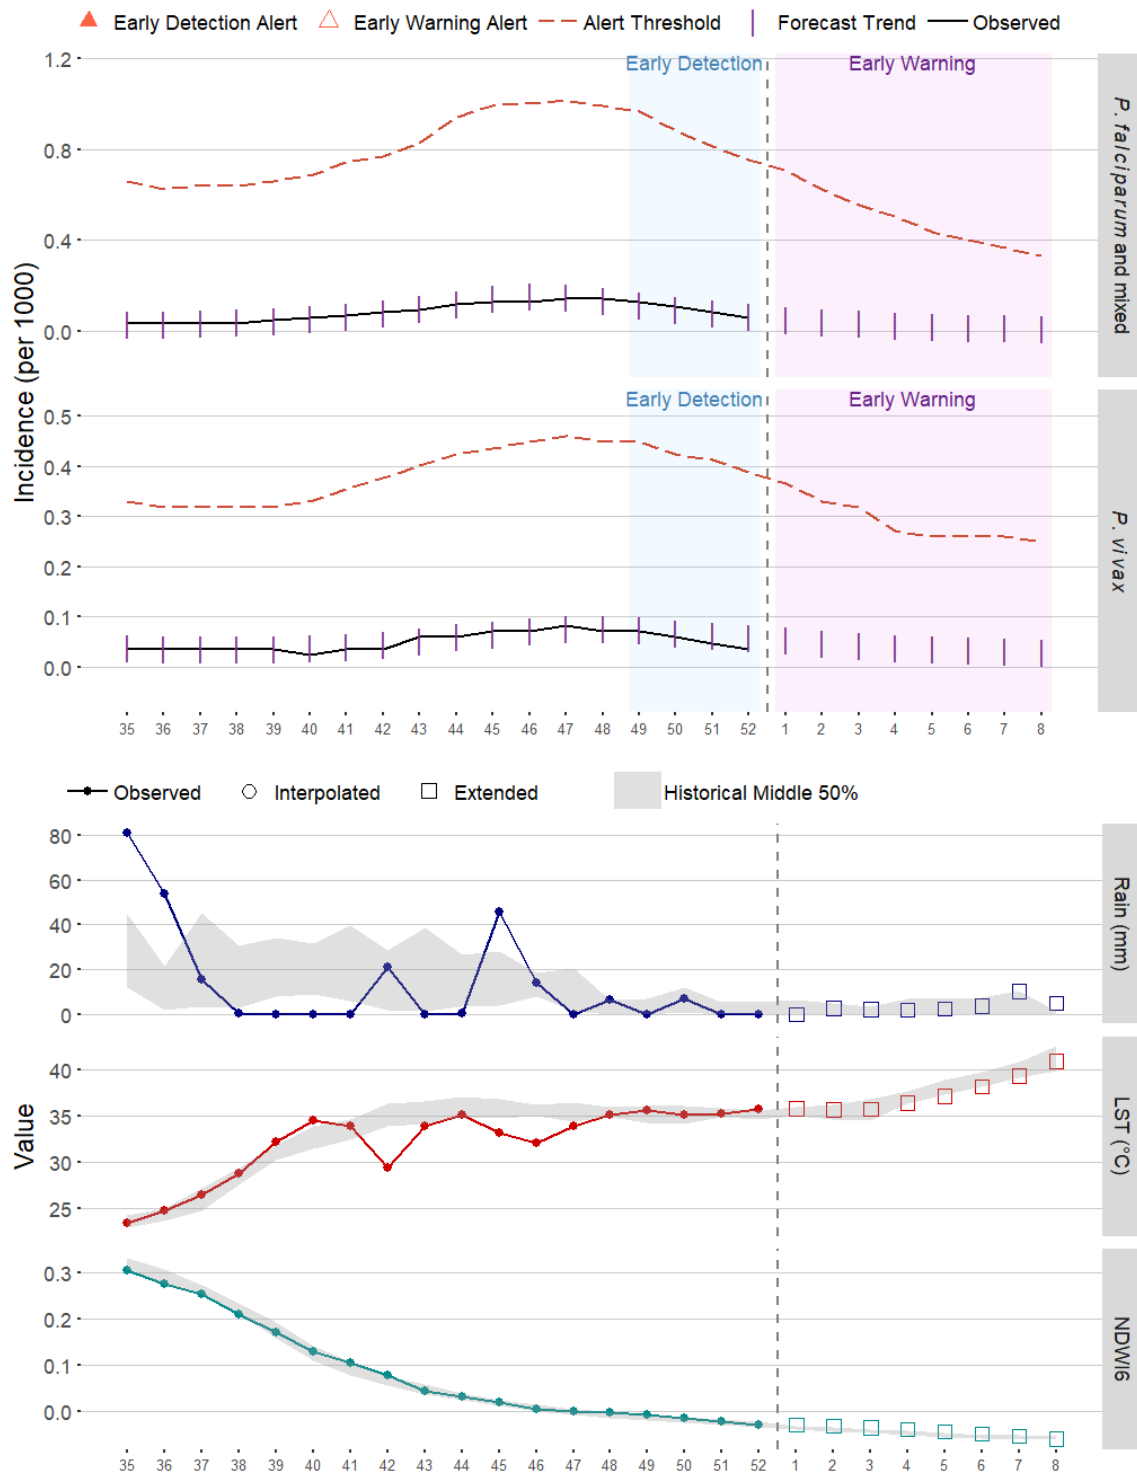 Early Detection Alert Early Warning Alert Alert Threshold Forecast Trend Observed
Early Detection Early Warning
1.2
0.8
0.4
0.0
P. falciparum and mixed
Incidence (per 1000)
Early Detection Early Warning
0.5
0.4
0.3
0.2
0.1
0.0
P. vivax
35 36 37 38 39 40 41 42 43 44 45 46 47 48 49 50 51 52 1 2 3 4 5 6 7 8
Observed Interpolated Extended Historical Middle 50%
80
60
40
20
0
Rain (mm)
Value
40
35
30
25
LST (°C)
0.3
0.2
0.1
0.0
NDWI6
35 36 37 38 39 40 41 42 43 44 45 46 47 48 49 50 51 52 1 2 3 4 5 6 7 8